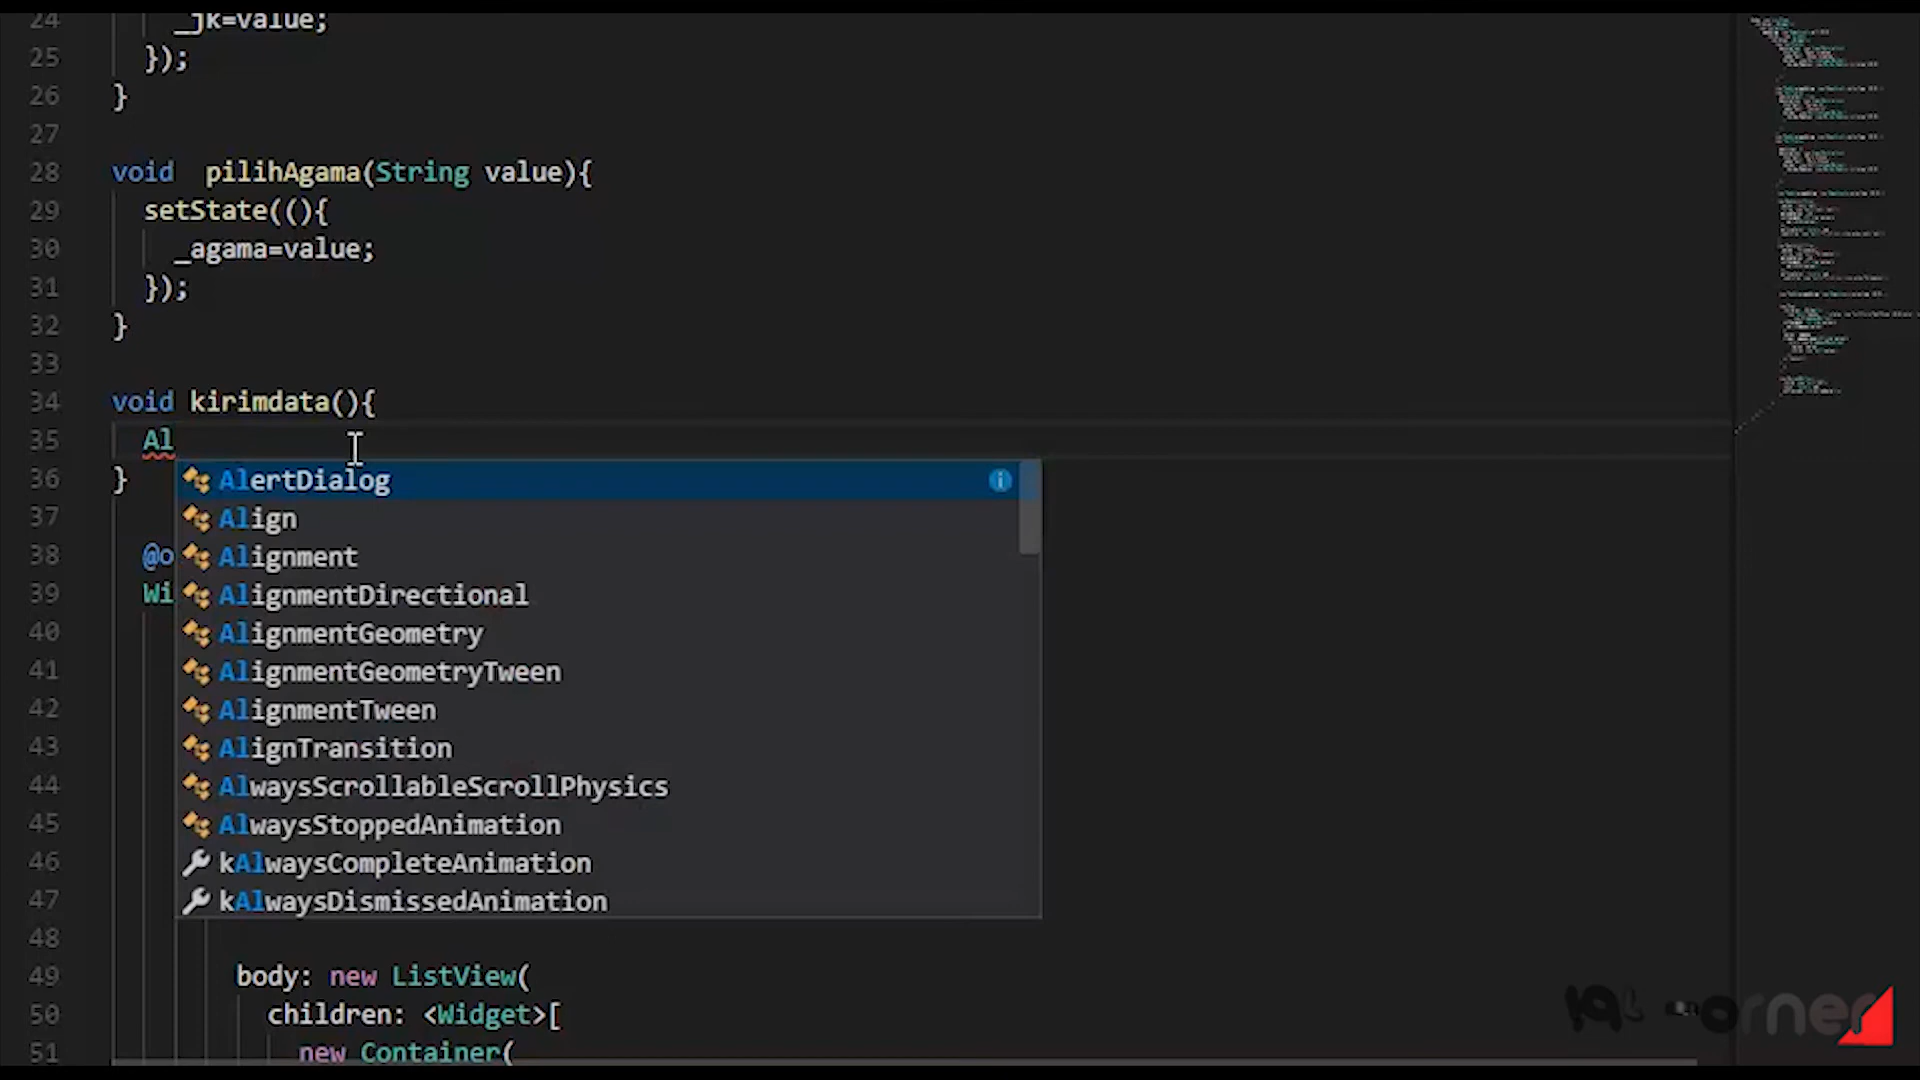 24 _jk=value;
25 });
26 }
27
28 void  pilihAgama(String value){
29 setState((){
30 _agama=value;
31 });
32 }
33
34 void kirimdata(){
35 Al
36 } AlertDialog
37 Align
38 @o Alignment
39 Wi AlignmentDirectional
40 AlignmentGeometry
41 AlignmentGeometryTween
42 AlignmentTween
43 AlignTransition
44 AlwaysScrollableScrollPhysics
45 AlwaysStoppedAnimation
46 kAlwaysCompleteAnimation
47 kAlwaysDismissedAnimation
48
49 body: new ListView(
50 children: <Widget>[
51 new Container(